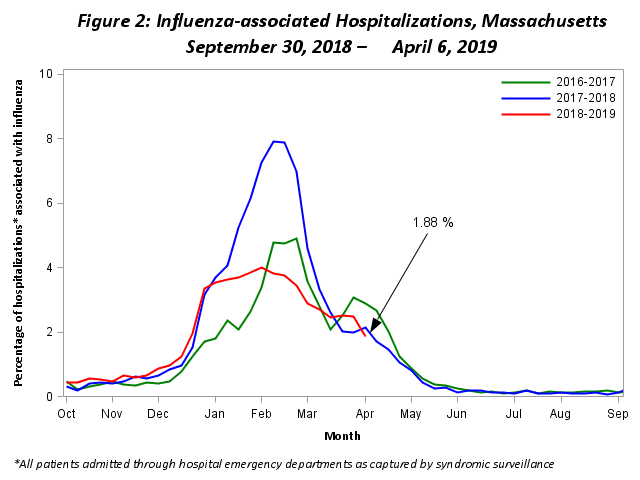 Figure 2: Influenza-associated Hospitalizations, Massachusetts
September 30, 2018 – April 6, 2019
Percentage of hospitalizations* associated with influenza
10
8
6
4
2
0
2016-2017
2017-2018
2018-2019
1.88 %
Oct Nov Dec Jan Feb Mar Apr May Jun Jul Aug Sep
Month
*All patients admitted through hospital emergency departments as captured by syndromic surveillance